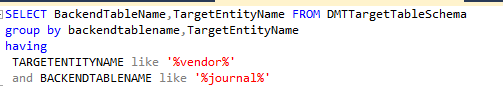 SELECT BackendTableName,TargetEntityName FROM DMTTargetTableSchema
group by backendtablename,TargetEntityName
having
TARGETENTITYNAME like '%vendor%'
and BACKENDTABLENAME like '%journal%'